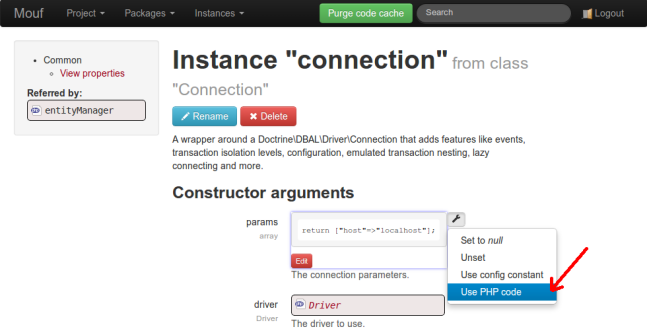 Mouf Project Packages Instances Purge code cache Search Logout
Common
View properties
Referred by:
entityManager
Instance "connection" from class
"Connection"
Rename Delete
A wrapper around a Doctrine\DBAL\Driver\Connection that adds features like events,
transaction isolation levels, configuration, emulated transaction nesting, lazy
connecting and more.
Constructor arguments
params
array
return ["host"=>"localhost"];
Edit
The connection parameters.
Set to null
Unset
Use config constant
Use PHP code
driver
Driver
Driver
The driver to use.